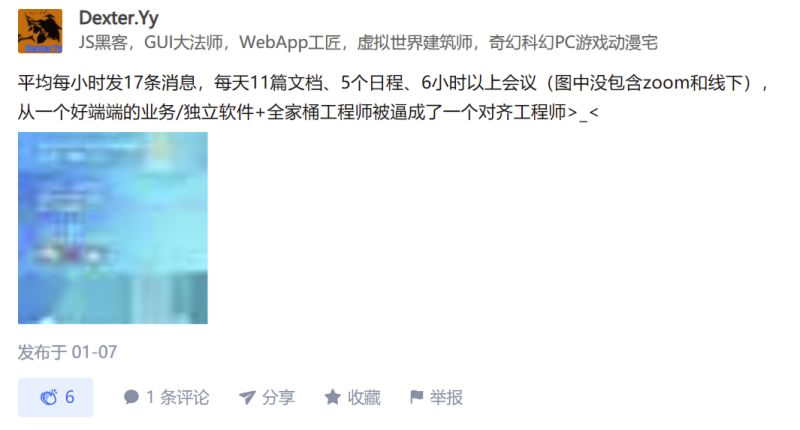 Dexter.Yy
JS黑客，GUI大法师，WebApp工匠，虚拟世界建筑师，奇幻科幻PC游戏动漫宅
平均每小时发17条消息，每天11篇文档、5个日程、6小时以上会议（图中没包含zoom和线下），
从一个好端端的业务/独立软件+全家桶工程师被逼成了一个对齐工程师>_<
发布于 01-07
6
1 条评论
分享
收藏
举报